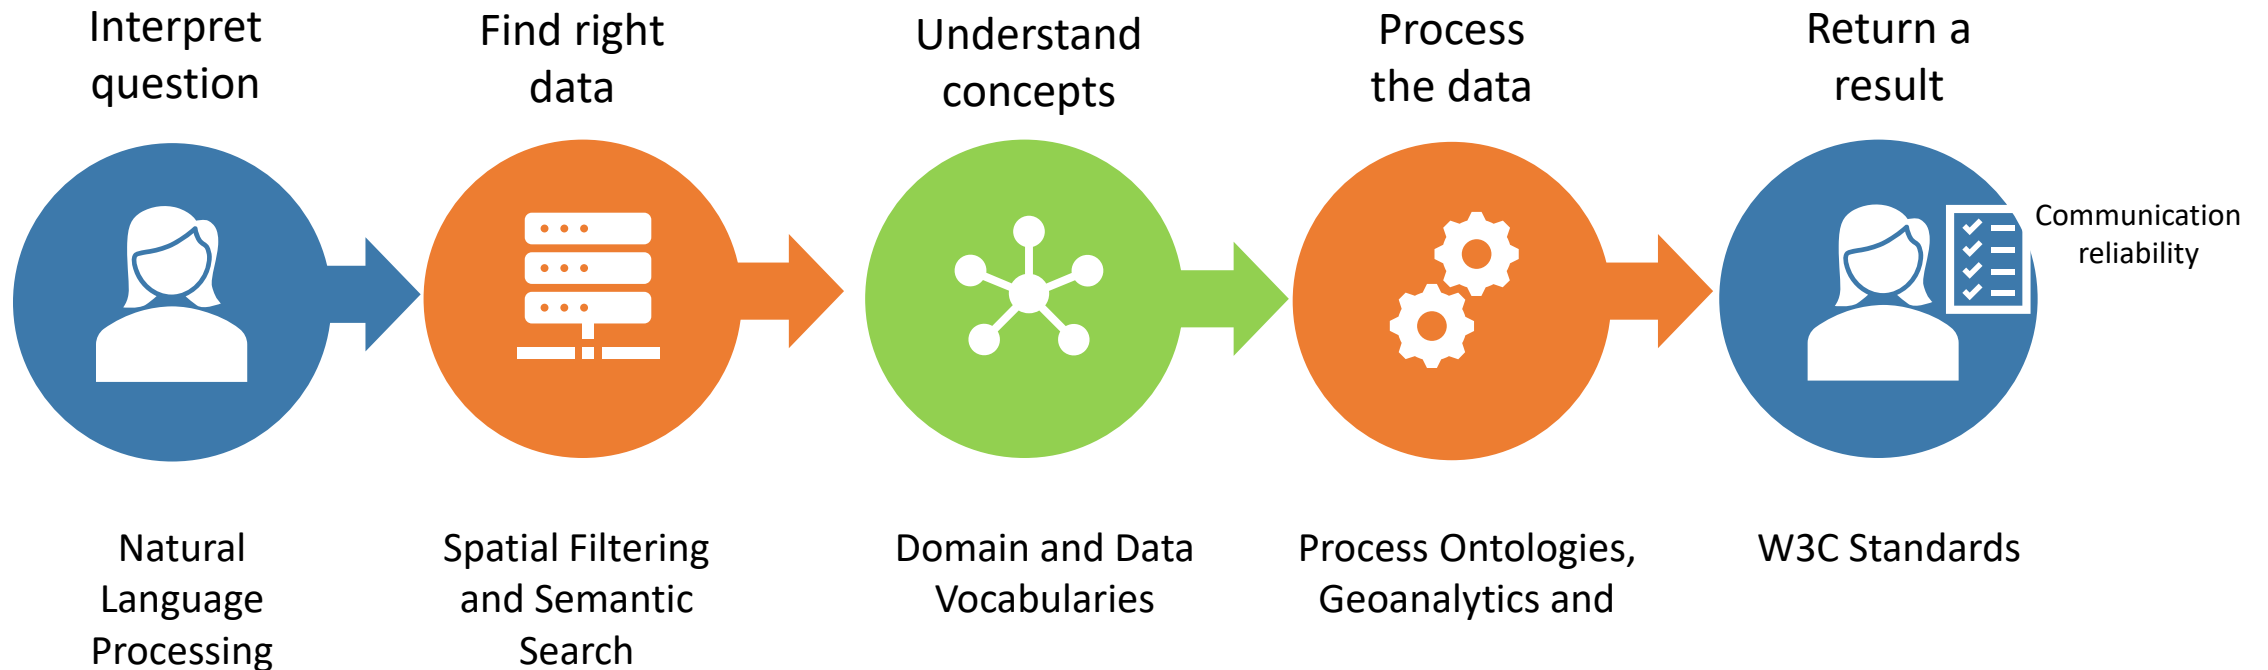 Interpret
question
Find right
data
Understand
concepts
Process
the data
Return a
result
Communication
reliability
Natural
Language
Processing
Spatial Filtering
and Semantic
Search
Domain and Data
Vocabularies
Process Ontologies,
Geoanalytics and
W3C Standards